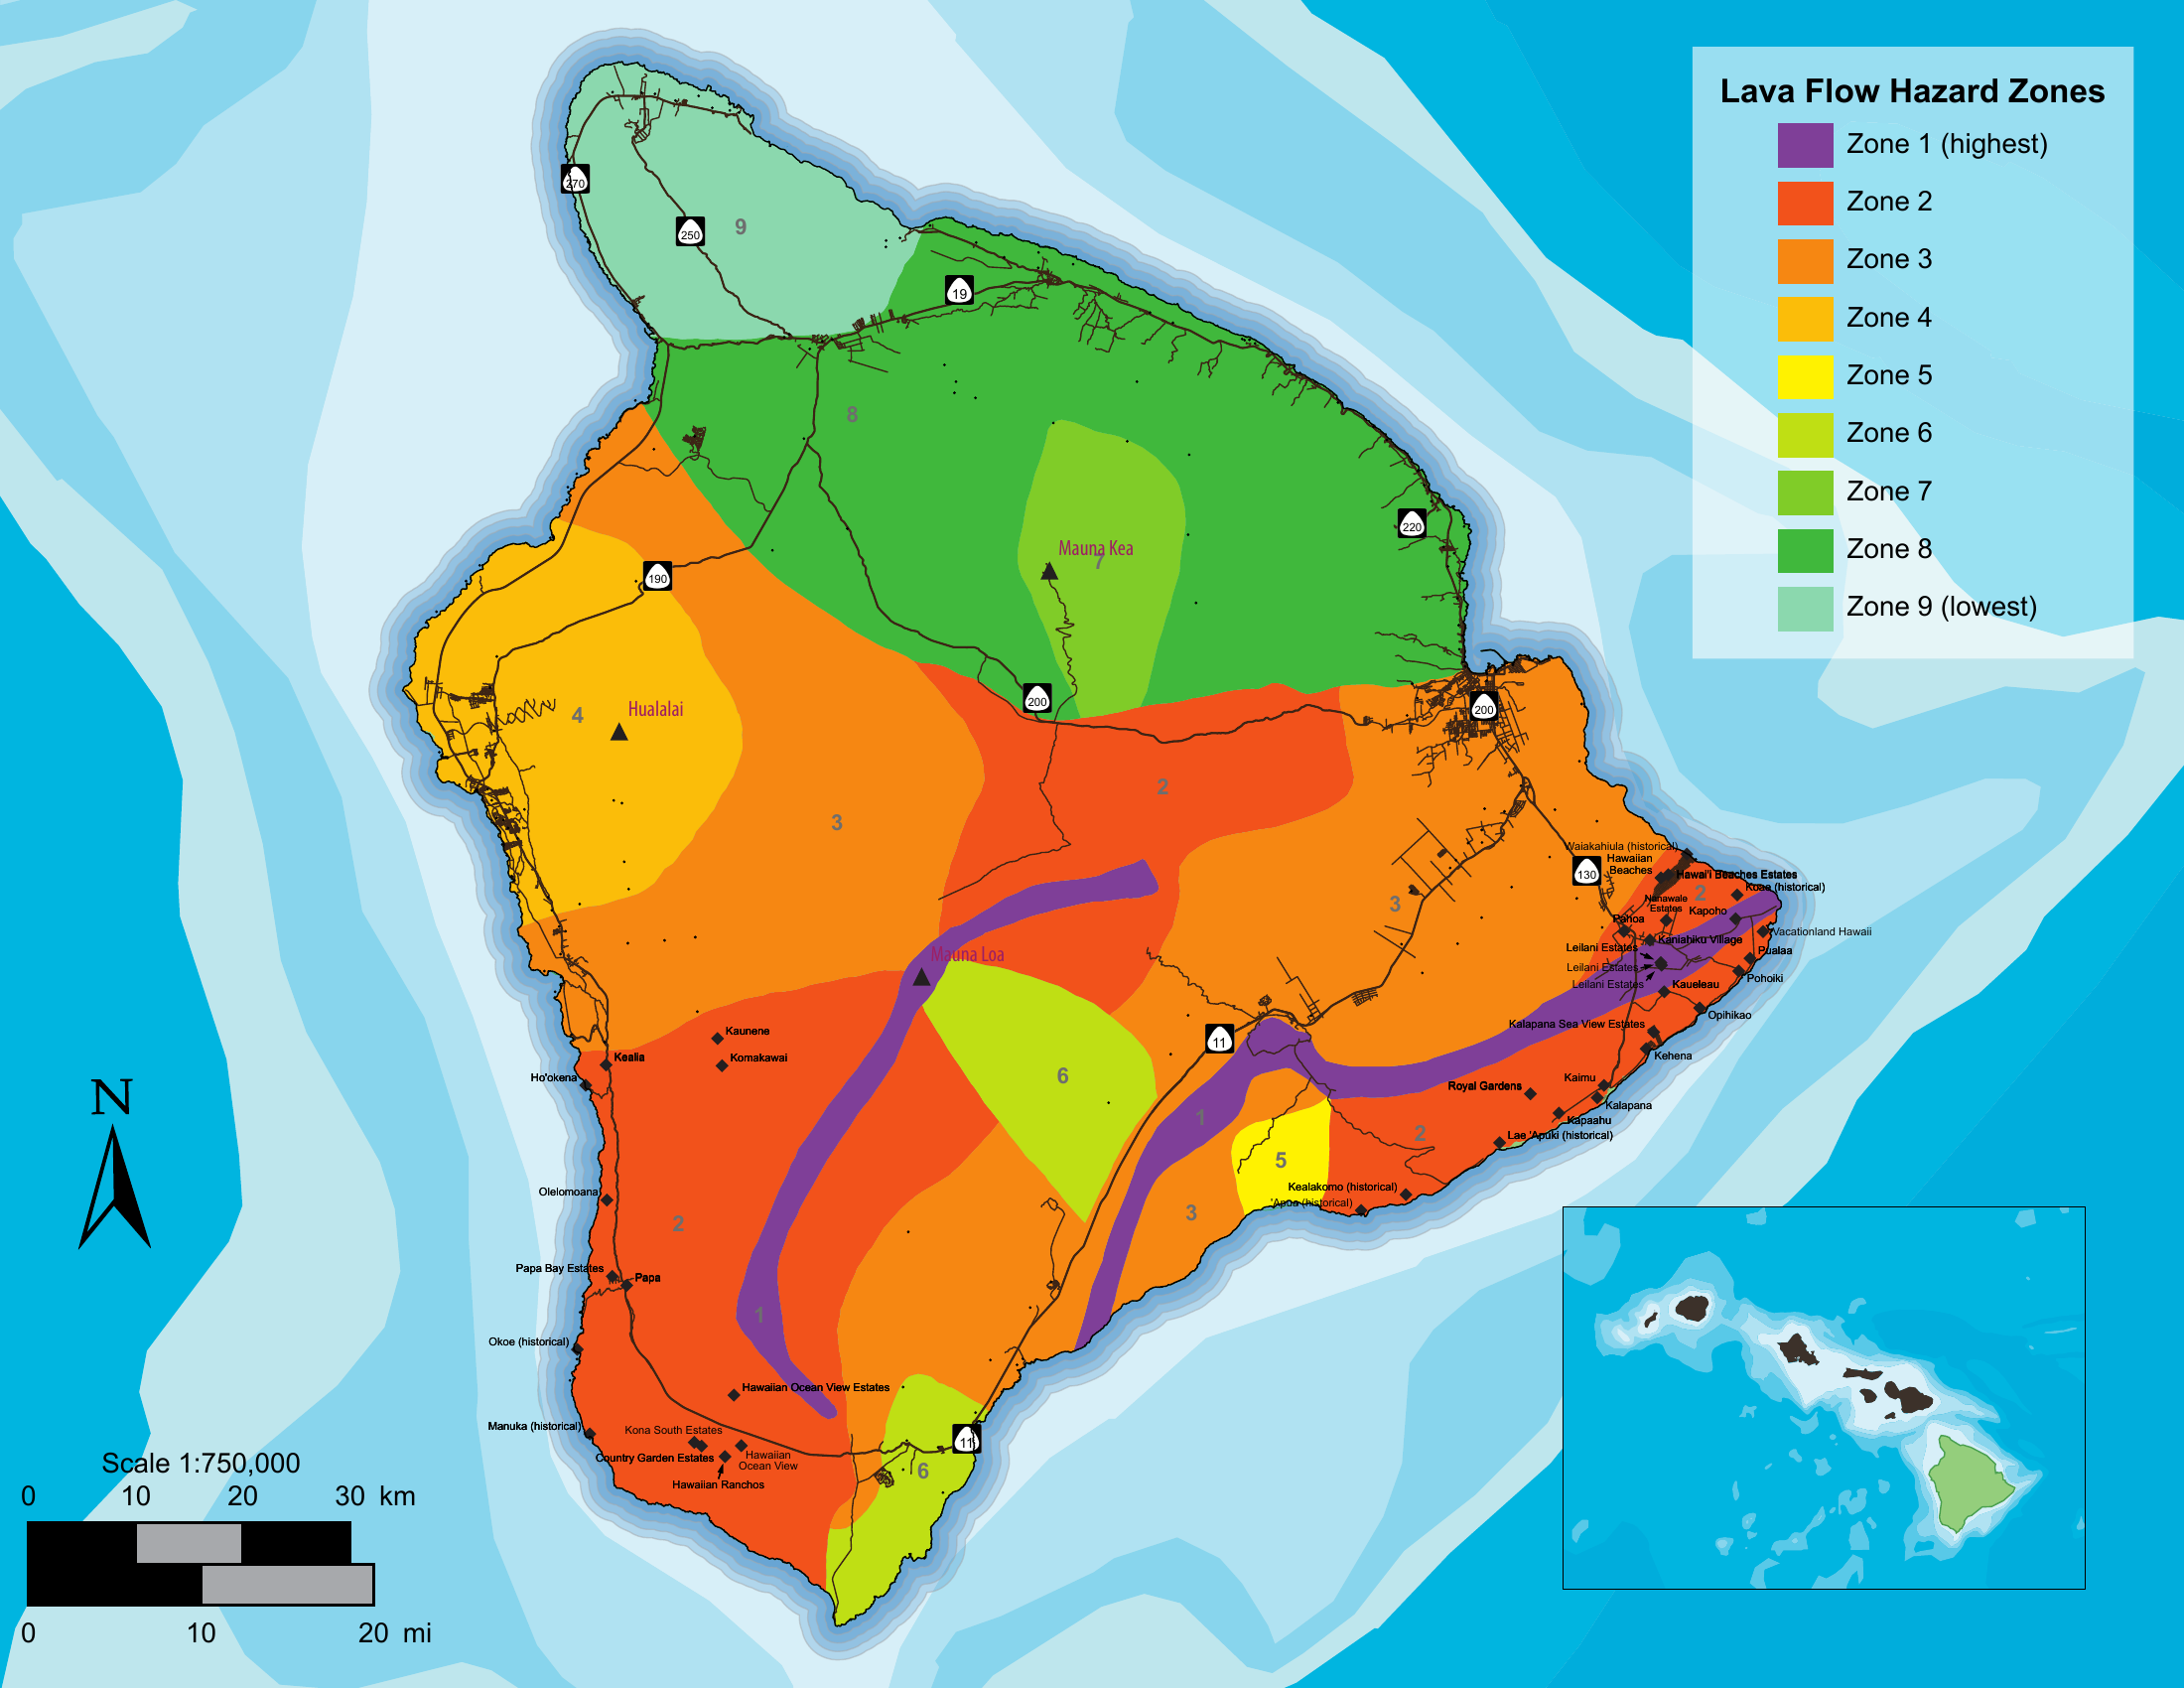 Lava Flow Hazard Zones
Zone 1 (highest)
Zone 2
Zone 3
Zone 4
Zone 5
Zone 6
Zone 7
Zone 8
Zone 9 (lowest)
270
250
9
19
8
220
190
Mauna Kea
7
200
200
Hualalai
4
2
3
3
130
Waiakahiula (historical)
Hawaiian
Beaches
Hawai'i Beaches Estates
2
Koae (historical)
Nanawale
Estates
Kapoho
Pahoa
Vacationland Hawaii
Kaniahiku Village
Leilani Estates
Pualaa
Leilani Estates
Pohoiki
Leilani Estates
Kaueleau
Opihikao
Kalapana Sea View Estates
Kehena
Mauna Loa
11
Kaunene
Kealia
Komakawai
Ho'okena
6
1
Royal Gardens
Kaimu
Kalapana
Kapaahu
2
Lae 'Apuki (historical)
5
Kealakomo (historical)
'Apua (historical)
3
Olelomoana
2
Papa Bay Estates
Papa
1
Okoe (historical)
Hawaiian Ocean View Estates
Manuka (historical)
Kona South Estates
Country Garden Estates
Hawaiian
Ocean View
Hawaiian Ranchos
11
6
N
Scale 1:750,000
0 10 20 30 km
0 10 20 mi